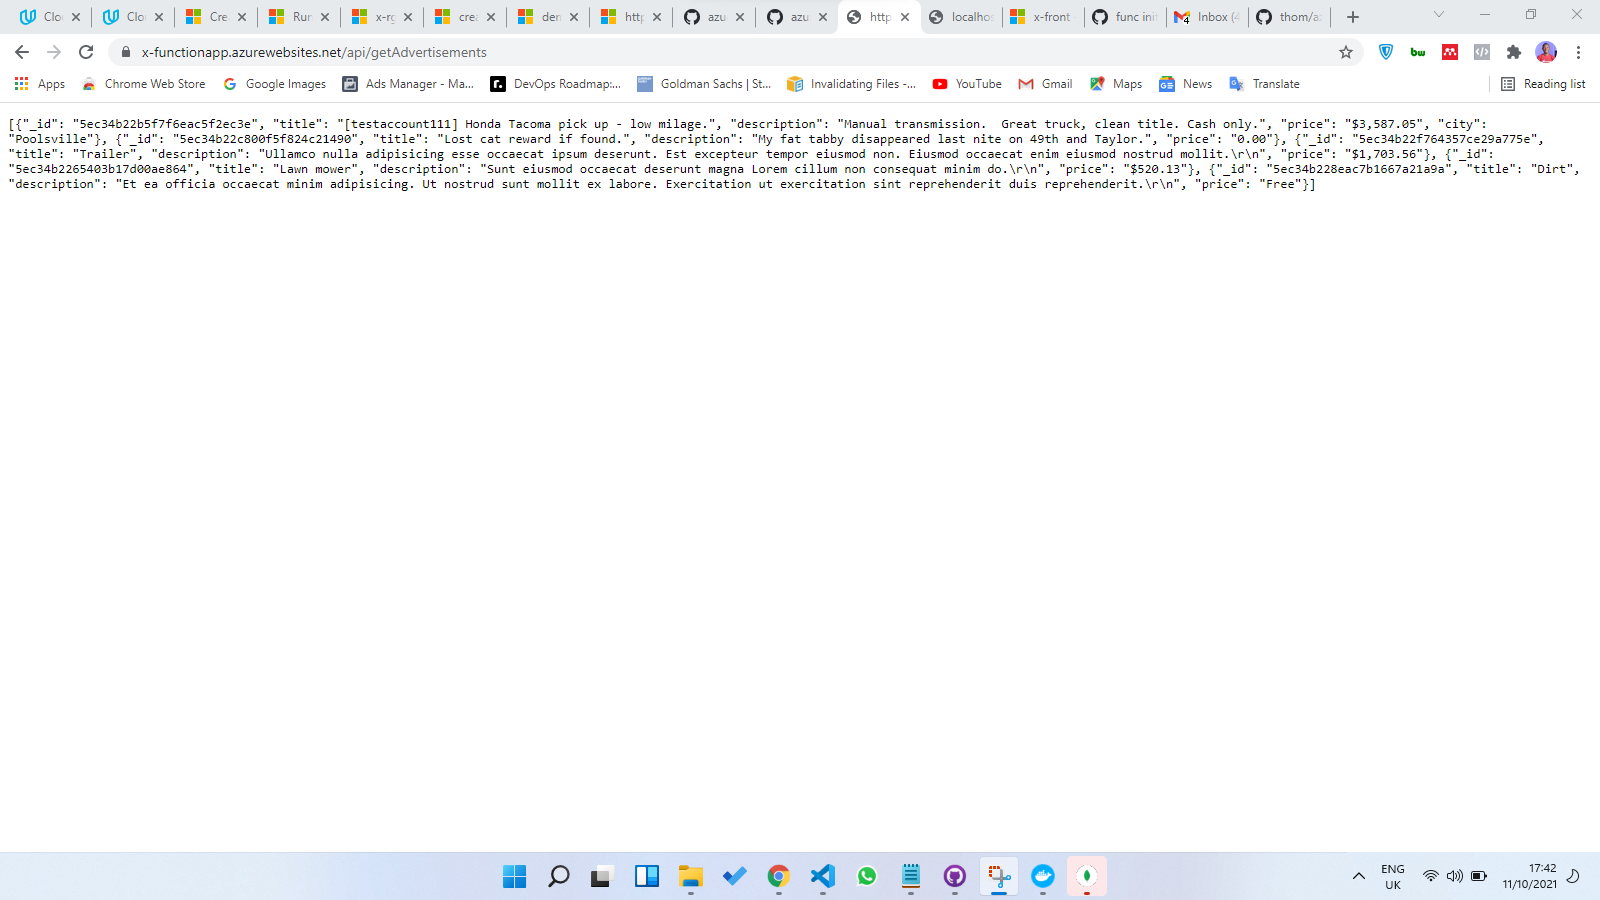 Clo
Clo
Cre
Run
x-rg
crea
den
http
azu
azu
http
localhos
x-front
func init
Inbox (4
thom/az
x-functionapp.azurewebsites.net/api/getAdvertisements
Apps
Chrome Web Store
Google Images
Ads Manager - Ma...
DevOps Roadmap:...
Goldman Sachs | St...
Invalidating Files -...
YouTube
Gmail
Maps
News
Translate
Reading list
[{"_id": "5ec34b22b5f7f6eac5f2ec3e", "title": "[testaccount111] Honda Tacoma pick up - low milage.", "description": "Manual transmission.  Great truck, clean title. Cash only.", "price": "$3,587.05", "city":
"Poolsville"}, {"_id": "5ec34b22c800f5f824c21490", "title": "Lost cat reward if found.", "description": "My fat tabby disappeared last nite on 49th and Taylor.", "price": "0.00"}, {"_id": "5ec34b22f764357ce29a775e",
"title": "Trailer", "description": "Ullamco nulla adipisicing esse occaecat ipsum deserunt. Est excepteur tempor eiusmod non. Eiusmod occaecat enim eiusmod nostrud mollit.\r\n", "price": "$1,703.56"}, {"_id":
"5ec34b2265403b17d00ae864", "title": "Lawn mower", "description": "Sunt eiusmod occaecat deserunt magna Lorem cillum non consequat minim do.\r\n", "price": "$520.13"}, {"_id": "5ec34b228eac7b1667a21a9a", "title": "Dirt",
"description": "Et ea officia occaecat minim adipisicing. Ut nostrud sunt mollit ex labore. Exercitation ut exercitation sint reprehenderit duis reprehenderit.\r\n", "price": "Free"}]
ENG
UK
17:42
11/10/2021